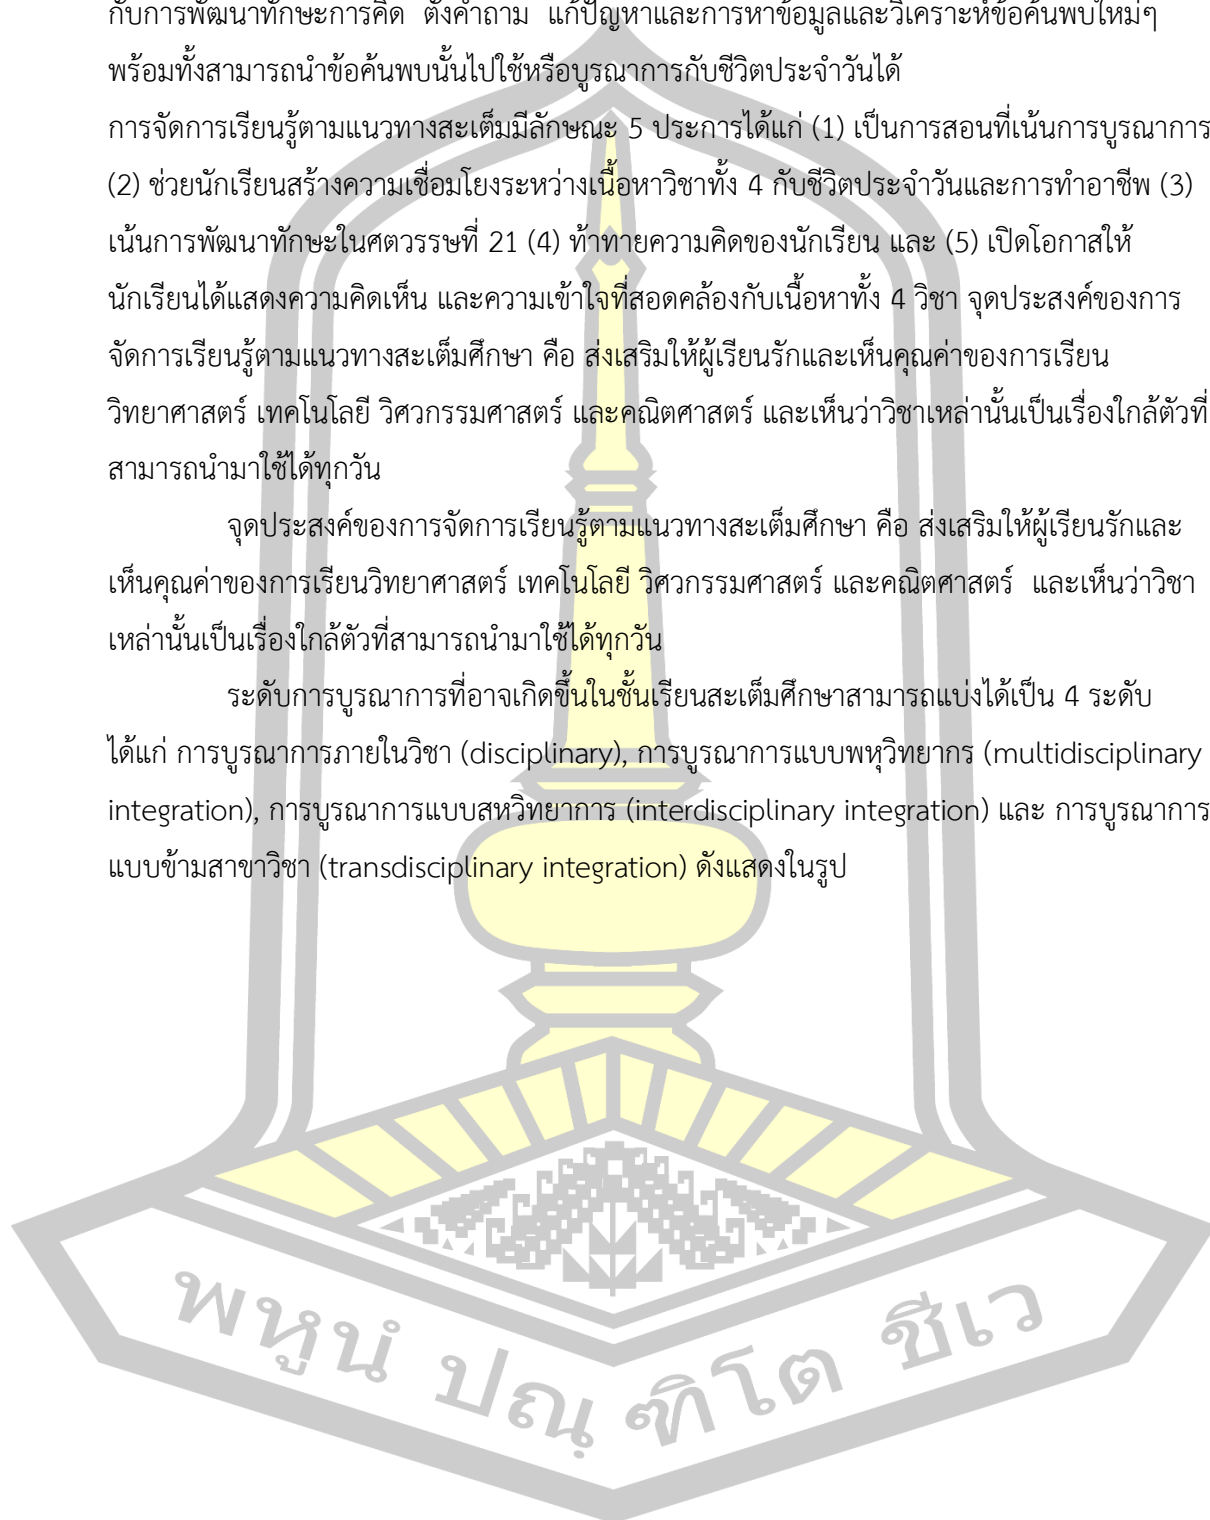 กับการพัฒนาทักษะการคิด ตั้งคำถาม แก้ปัญหาและการหาข้อมูลและวิเคราะห์ข้อค้นพบใหม่ๆ
พร้อมทั้งสามารถนำข้อค้นพบนั้นไปใช้หรือบูรณาการกับชีวิตประจำวันได้
การจัดการเรียนรู้ตามแนวทางสะเต็มมีลักษณะ 5 ประการได้แก่ (1) เป็นการสอนที่เน้นการบูรณาการ
(2) ช่วยนักเรียนสร้างความเชื่อมโยงระหว่างเนื้อหาวิชาทั้ง 4 กับชีวิตประจำวันและการทำอาชีพ (3)
เน้นการพัฒนาทักษะในศตวรรษที่ 21 (4) ท้าทายความคิดของนักเรียน และ (5) เปิดโอกาสให้
นักเรียนได้แสดงความคิดเห็น และความเข้าใจที่สอดคล้องกับเนื้อหาทั้ง 4 วิชา จุดประสงค์ของการ
จัดการเรียนรู้ตามแนวทางสะเต็มศึกษา คือ ส่งเสริมให้ผู้เรียนรักและเห็นคุณค่าของการเรียน
วิทยาศาสตร์ เทคโนโลยี วิศวกรรมศาสตร์ และคณิตศาสตร์ และเห็นว่าวิชาเหล่านั้นเป็นเรื่องใกล้ตัวที่
สามารถนำมาใช้ได้ทุกวัน
จุดประสงค์ของการจัดการเรียนรู้ตามแนวทางสะเต็มศึกษา คือ ส่งเสริมให้ผู้เรียนรักและ
เห็นคุณค่าของการเรียนวิทยาศาสตร์ เทคโนโลยี วิศวกรรมศาสตร์ และคณิตศาสตร์ และเห็นว่าวิชา
เหล่านั้นเป็นเรื่องใกล้ตัวที่สามารถนำมาใช้ได้ทุกวัน
ระดับการบูรณาการที่อาจเกิดขึ้นในชั้นเรียนสะเต็มศึกษาสามารถแบ่งได้เป็น 4 ระดับ
ได้แก่ การบูรณาการภายในวิชา (disciplinary), การบูรณาการแบบพหุวิทยากร (multidisciplinary
integration), การบูรณาการแบบสหวิทยาการ (interdisciplinary integration) และ การบูรณาการ
แบบข้ามสาขาวิชา (transdisciplinary integration) ดังแสดงในรูป
พหูนํ ปณฺ ฑิโต ชีเว